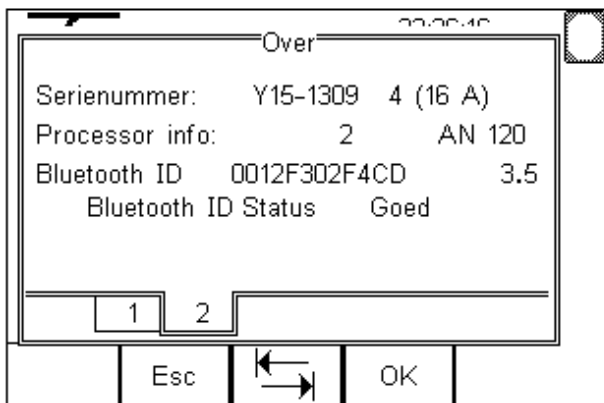 Over
Serienummer: Y15-1309 4 (16 A)
Processor info: 2 AN 120
Bluetooth ID 0012F302F4CD 3.5
Bluetooth ID Status Goed
1 2
Esc OK